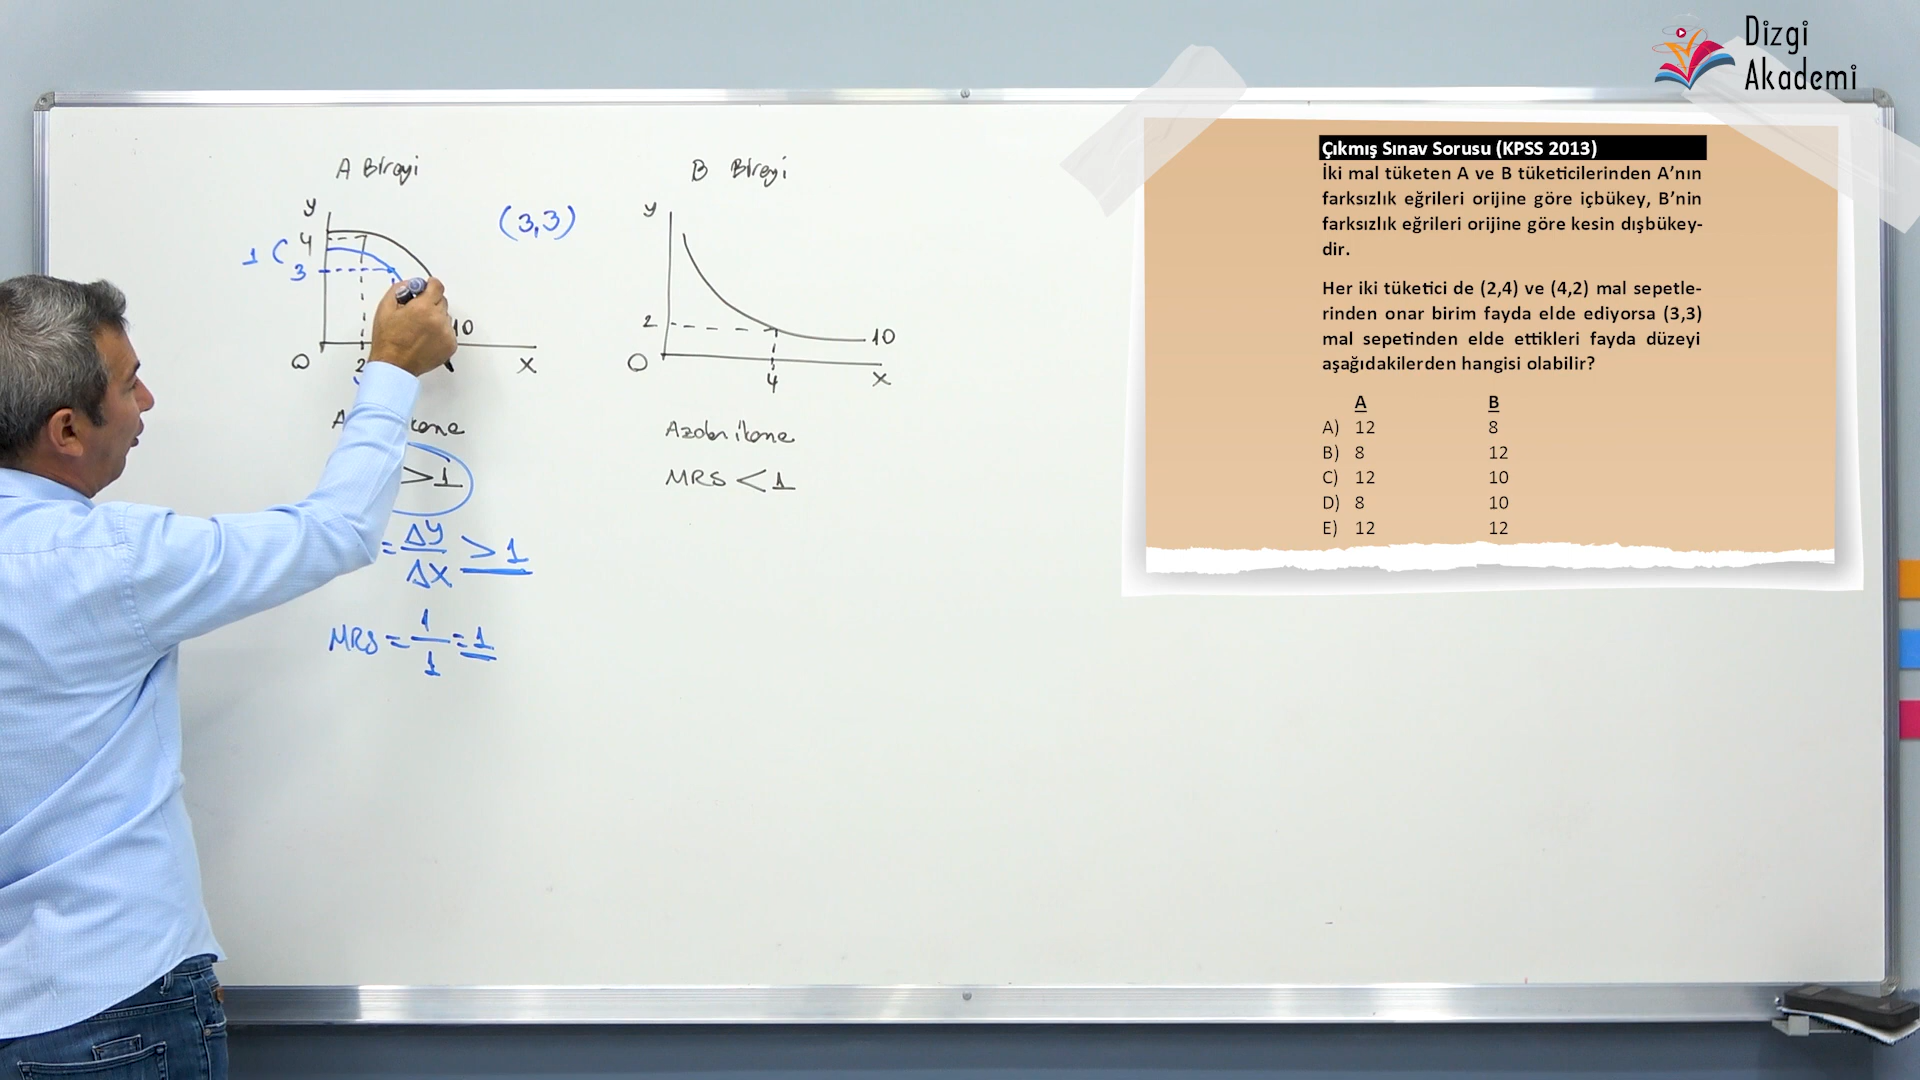 Dizgi
Akademi
A Bireyi
y
4
1
3
10
O
2
X
(3,3)
>1
= ΔY
ΔX
>1
MRS = 1
1
= 1
B Bireyi
y
2
10
O
4
X
Azalan ikame
MRS < 1
Çıkmış Sınav Sorusu (KPSS 2013)
İki mal tüketen A ve B tüketicilerinden A’nın
farksızlık eğrileri orijine göre içbükey, B’nin
farksızlık eğrileri orijine göre kesin dışbükey-
dir.
Her iki tüketici de (2,4) ve (4,2) mal sepetle-
rinden onar birim fayda elde ediyorsa (3,3)
mal sepetinden elde ettikleri fayda düzeyi
aşağıdakilerden hangisi olabilir?
A B
A) 12 8
B) 8 12
C) 12 10
D) 8 10
E) 12 12